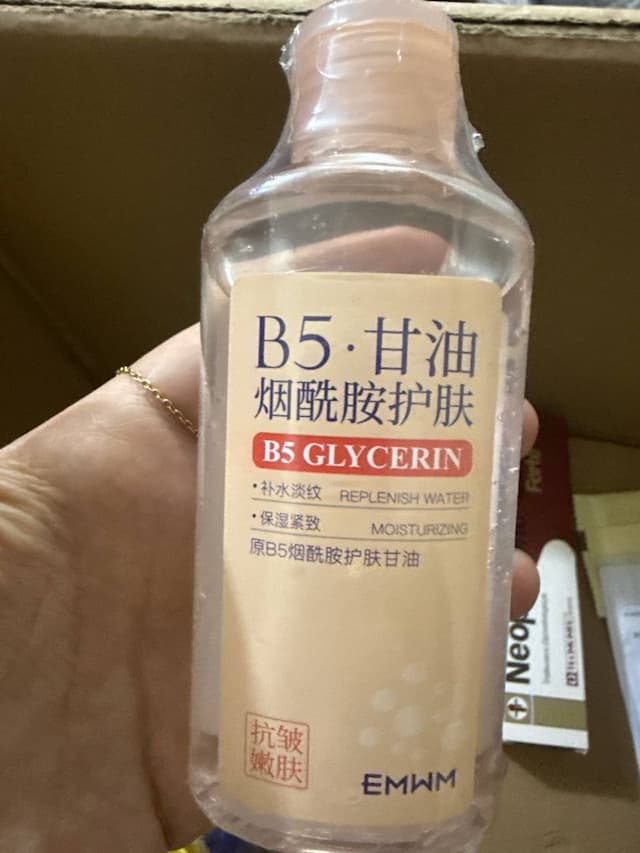 B5·甘油
烟酰胺护肤
B5 GLYCERIN
•补水淡纹 REPLENISH WATER
•保湿紧致 MOISTURIZING
原B5烟酰胺护肤甘油
抗皱
嫩肤
EMWM
Neop